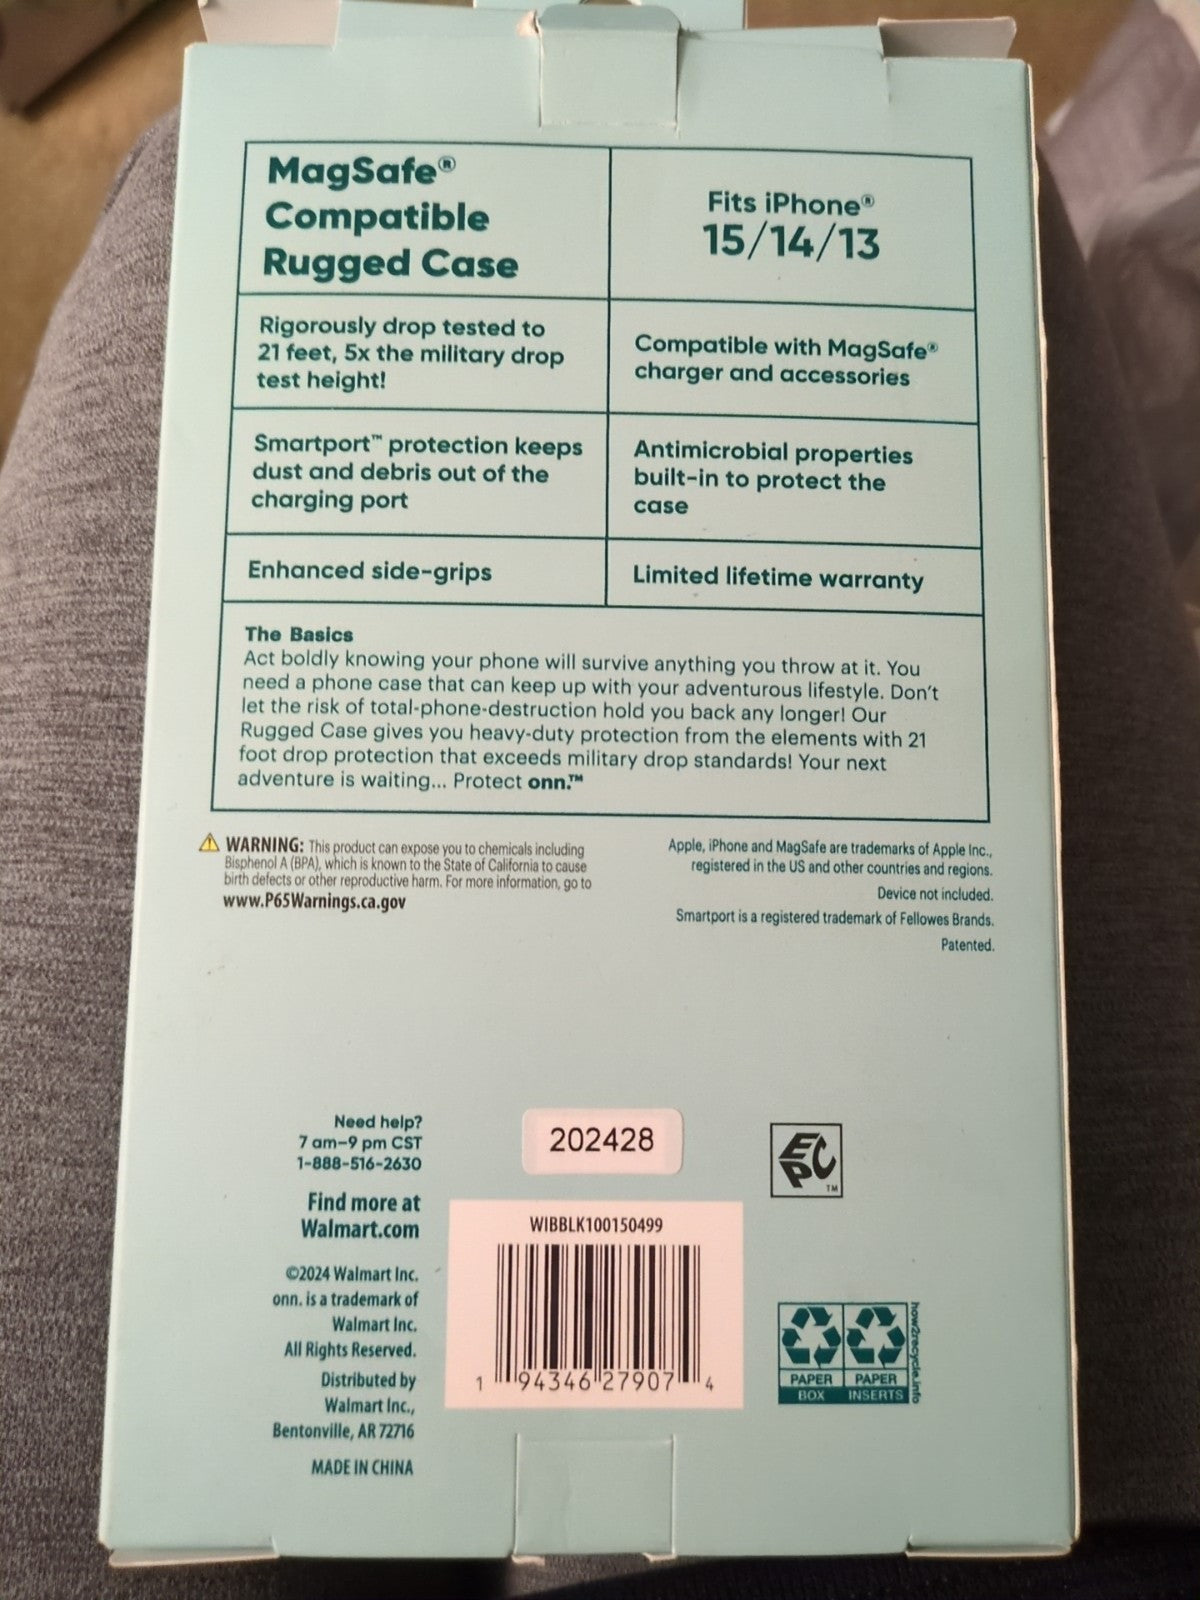 MagSafe®
Compatible
Rugged Case
Fits iPhone®
15/14/13
Rigorously drop tested to
21 feet, 5x the military drop
test height!
Compatible with MagSafe®
charger and accessories
Smartport™ protection keeps
dust and debris out of the
charging port
Antimicrobial properties
built-in to protect the
case
Enhanced side-grips
Limited lifetime warranty
The Basics
Act boldly knowing your phone will survive anything you throw at it. You
need a phone case that can keep up with your adventurous lifestyle. Don't
let the risk of total-phone-destruction hold you back any longer! Our
Rugged Case gives you heavy-duty protection from the elements with 21
foot drop protection that exceeds military drop standards! Your next
adventure is waiting... Protect onn.™
WARNING: This product can expose you to chemicals including
Bisphenol A (BPA), which is known to the State of California to cause
birth defects or other reproductive harm. For more information, go to
www.P65Warnings.ca.gov
Apple, iPhone and MagSafe are trademarks of Apple Inc.,
registered in the US and other countries and regions.
Device not included.
Smartport is a registered trademark of Fellowes Brands.
Patented.
Need help?
7 am-9 pm CST
1-888-516-2630
Find more at
Walmart.com
©2024 Walmart Inc.
onn. is a trademark of
Walmart Inc.
All Rights Reserved.
Distributed by
Walmart Inc.,
Bentonville, AR 72716
MADE IN CHINA
202428
WIBBLK100150499
1 94346 27907 4
EPC
TM
PAPER
BOX
PAPER
INSERTS
how2recycle.info